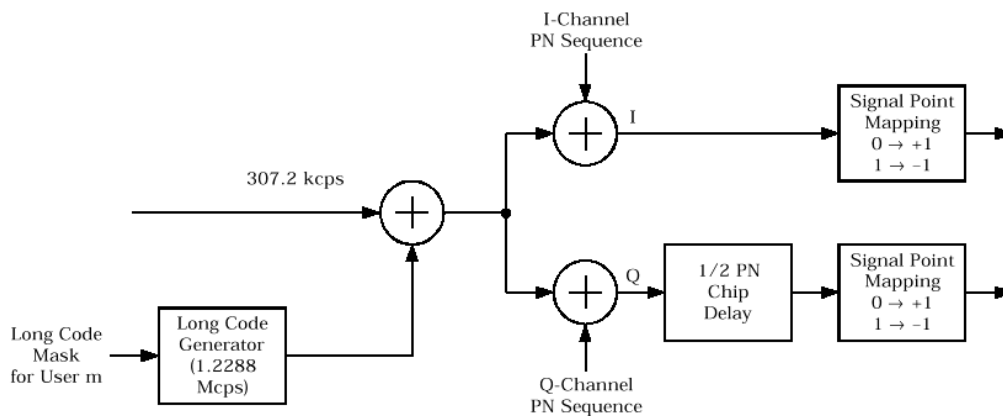 I-Channel
PN Sequence
I
Signal Point
Mapping
0 → +1
1 → –1
307.2 kcps
Q
1/2 PN
Chip
Delay
Signal Point
Mapping
0 → +1
1 → –1
Long Code
Mask
for User m
Long Code
Generator
(1.2288
Mcps)
Q-Channel
PN Sequence